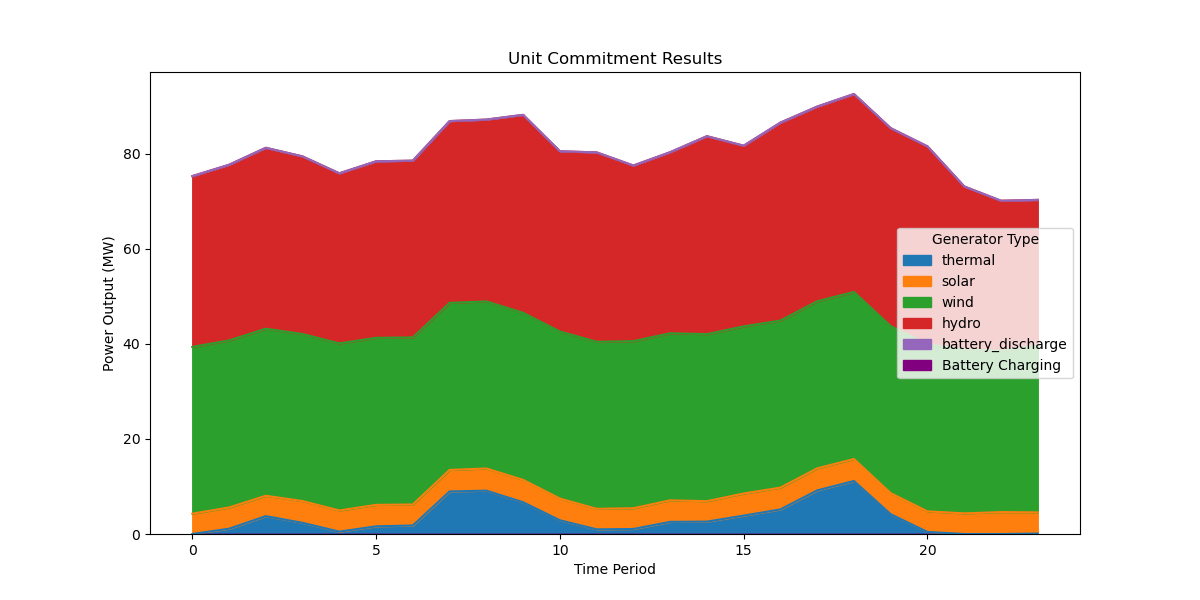 Unit Commitment Results
Power Output (MW)
80
60
40
20
0
0 5 10 15 20
Time Period
Generator Type
thermal
solar
wind
hydro
battery_discharge
Battery Charging